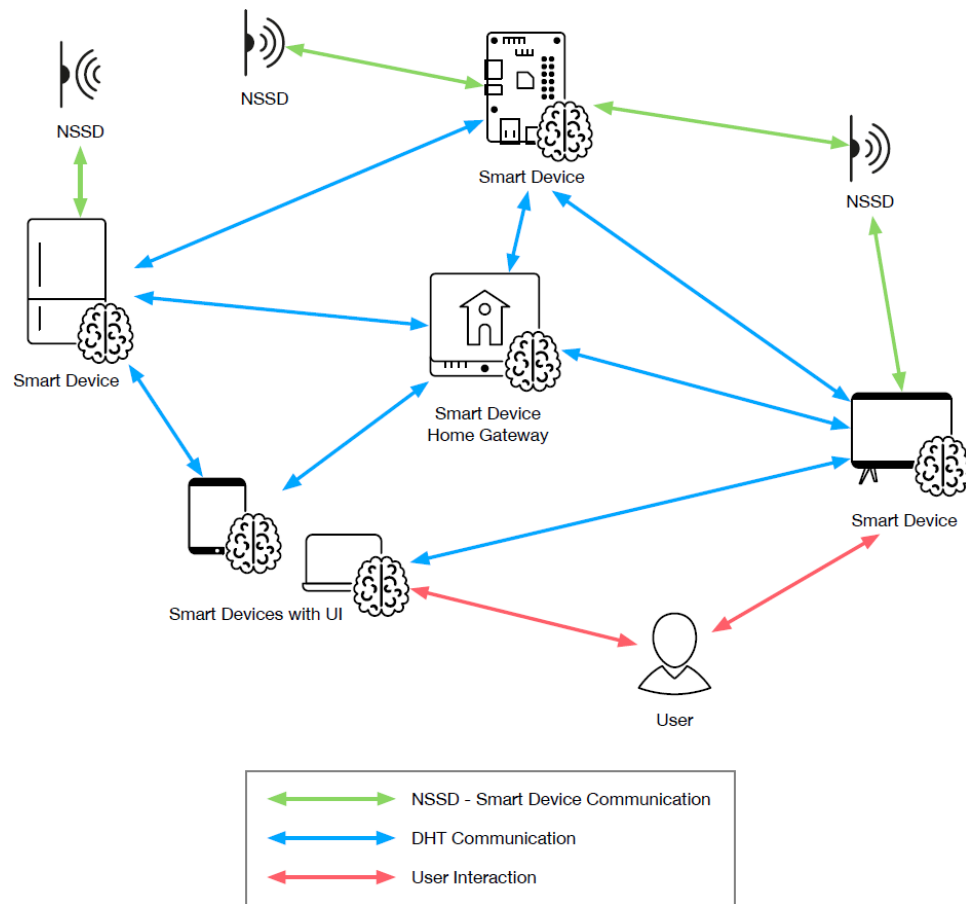 NSSD
NSSD
Smart Device
NSSD
Smart Device
Smart Device
Home Gateway
Smart Device
Smart Devices with UI
User
NSSD - Smart Device Communication
DHT Communication
User Interaction